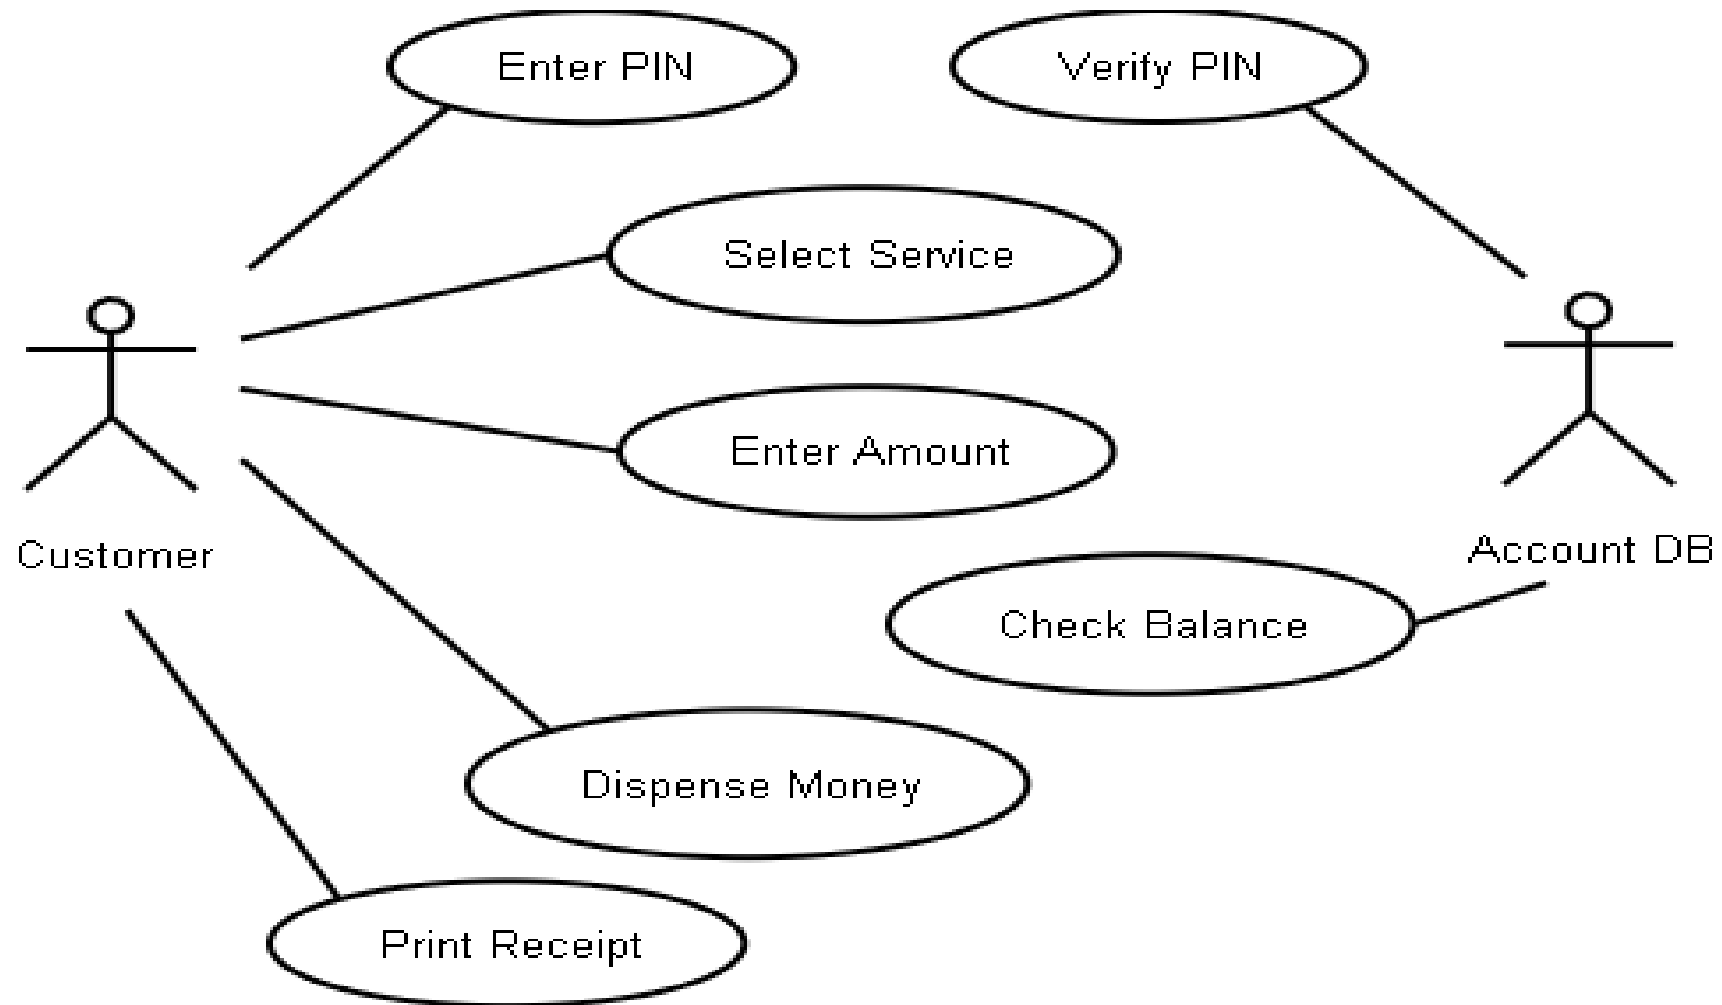 Enter PIN
Verify PIN
Select Service
Enter Amount
Customer
Account DB
Check Balance
Dispense Money
Print Receipt